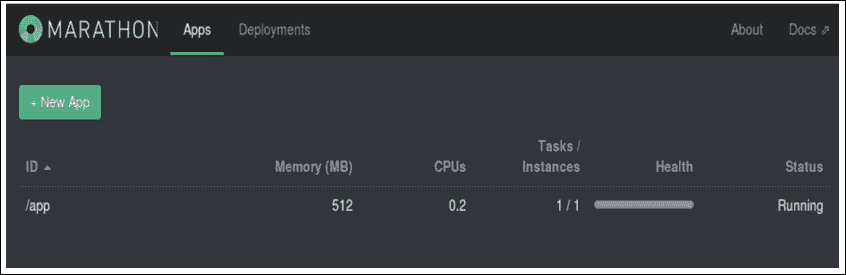 MARATHON Apps Deployments About Docs ↗
+ New App
Tasks /
ID ▲ Memory (MB) CPUs Instances Health Status
/app 512 0.2 1 / 1 Running